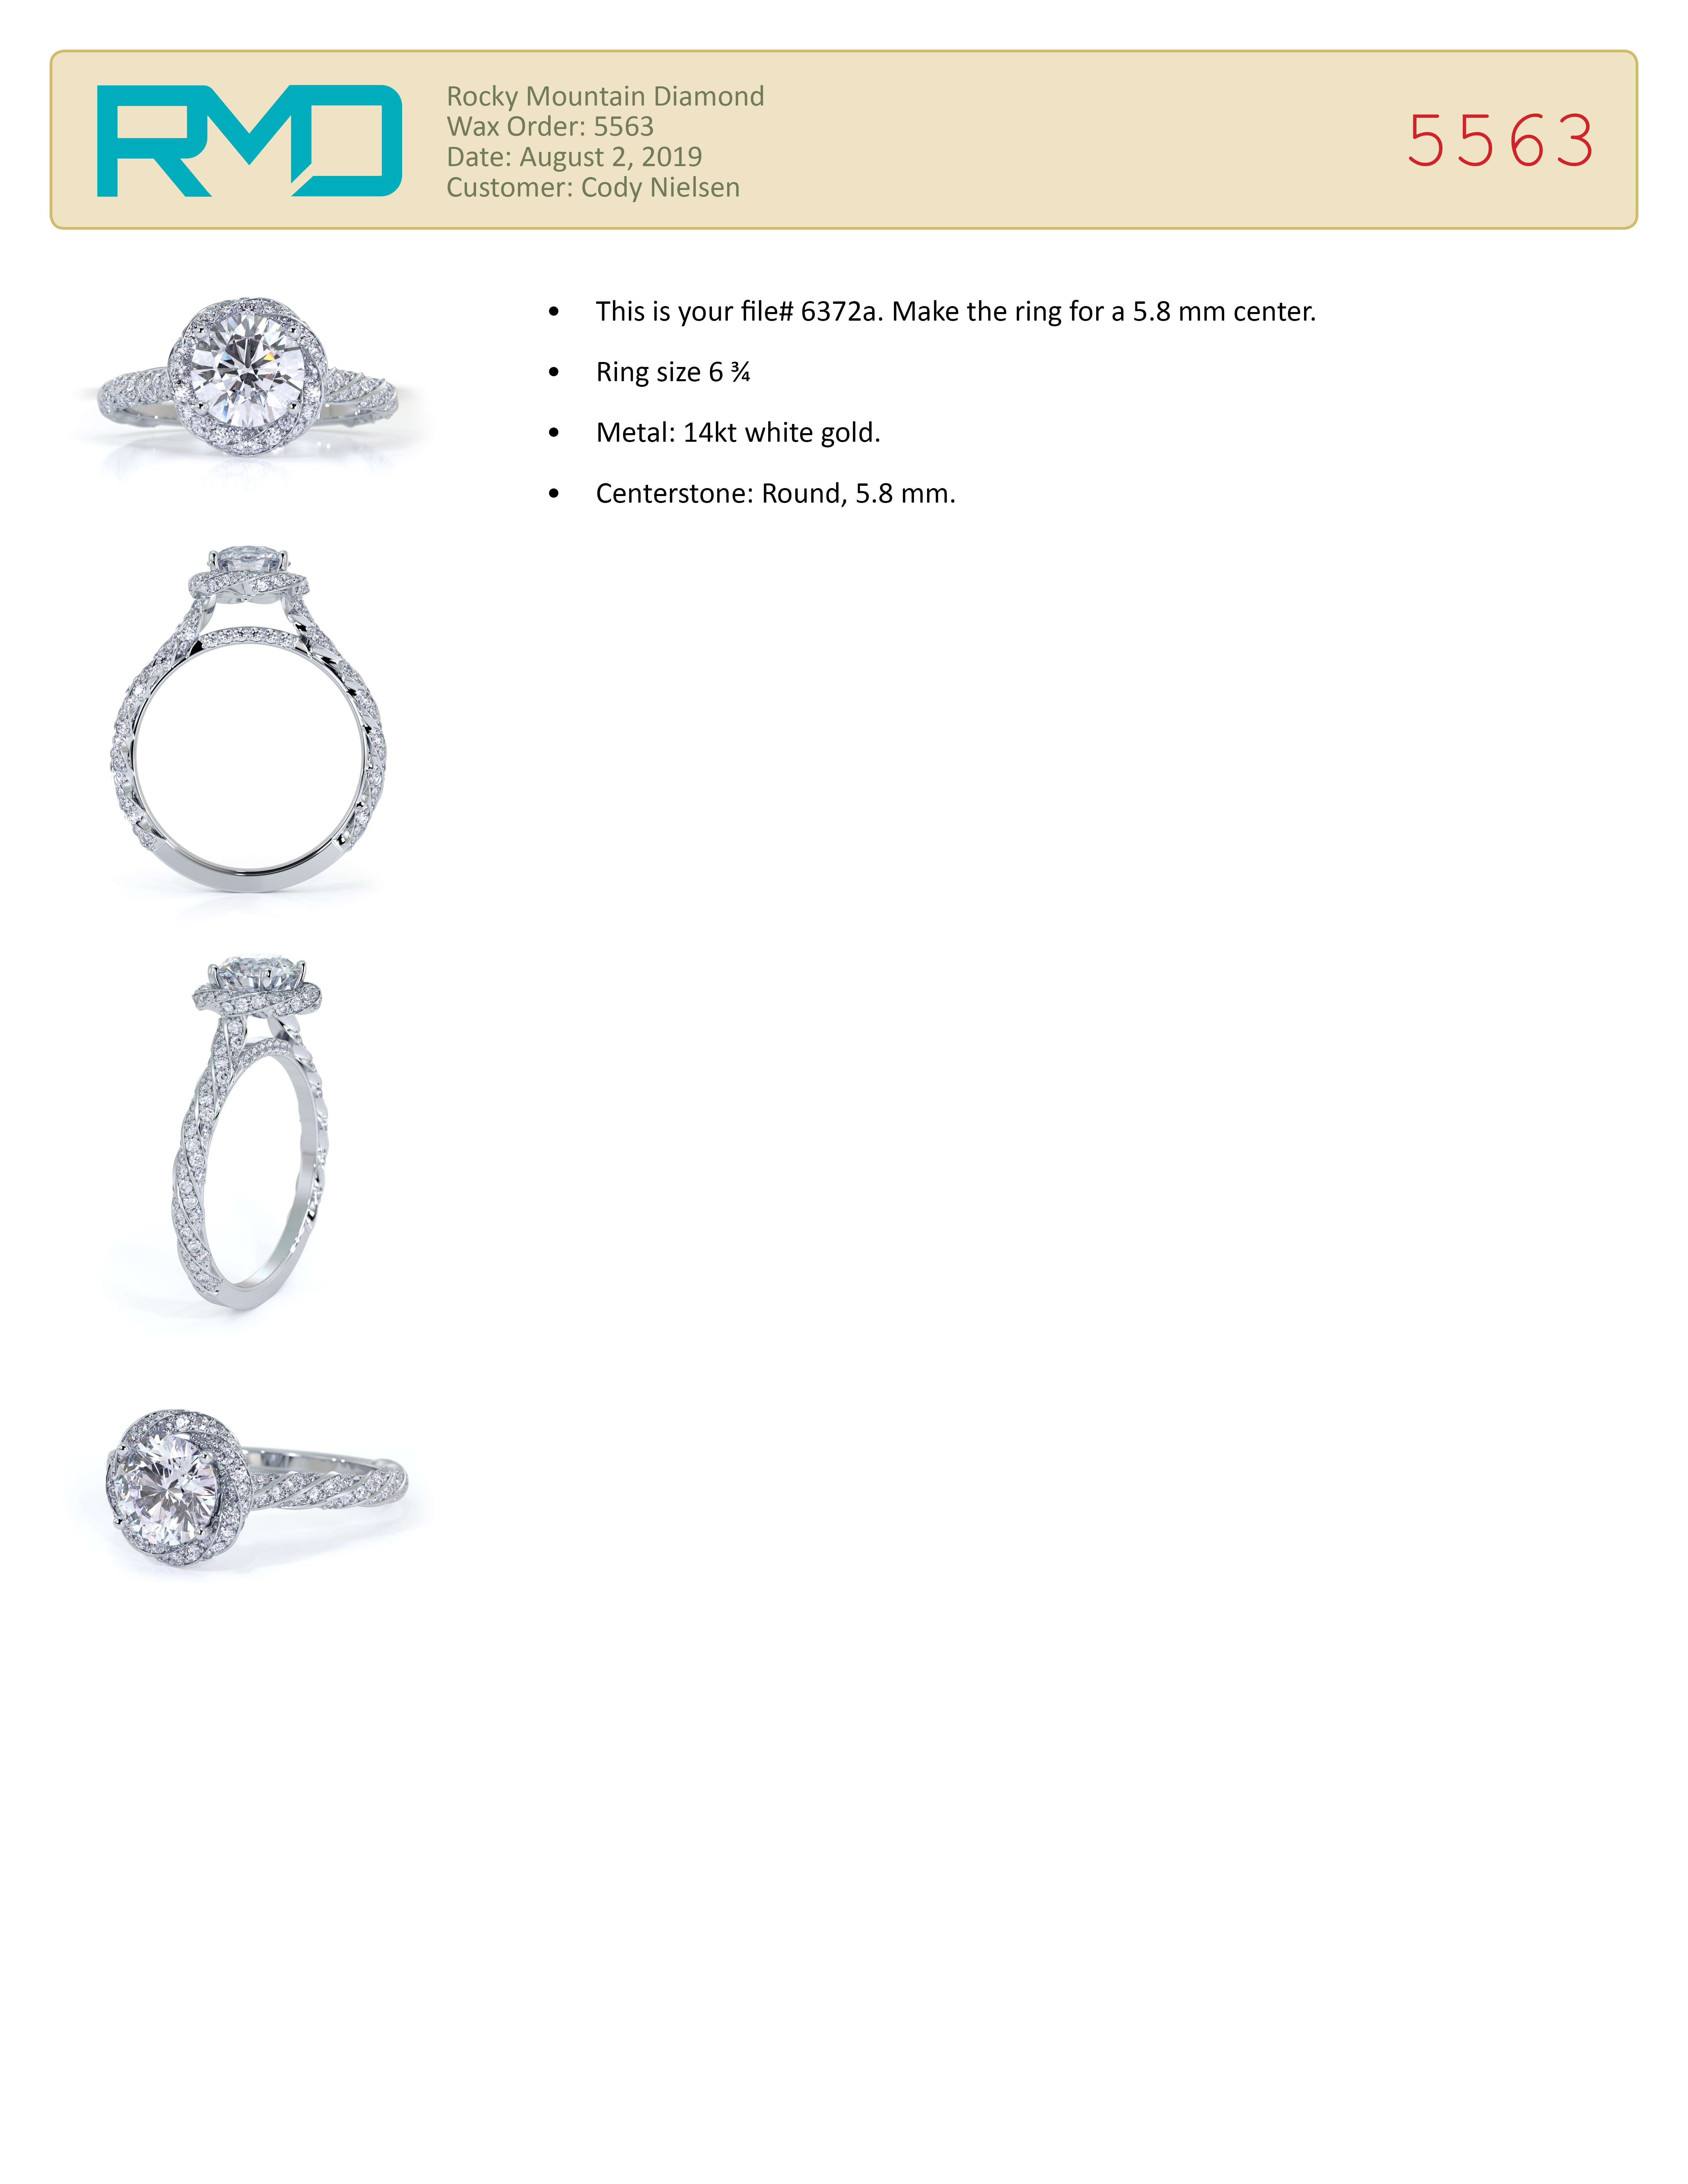 RMD
Rocky Mountain Diamond
Wax Order: 5563
Date: August 2, 2019
Customer: Cody Nielsen
5563
• This is your file# 6372a. Make the ring for a 5.8 mm center.
• Ring size 6 ¾
• Metal: 14kt white gold.
• Centerstone: Round, 5.8 mm.